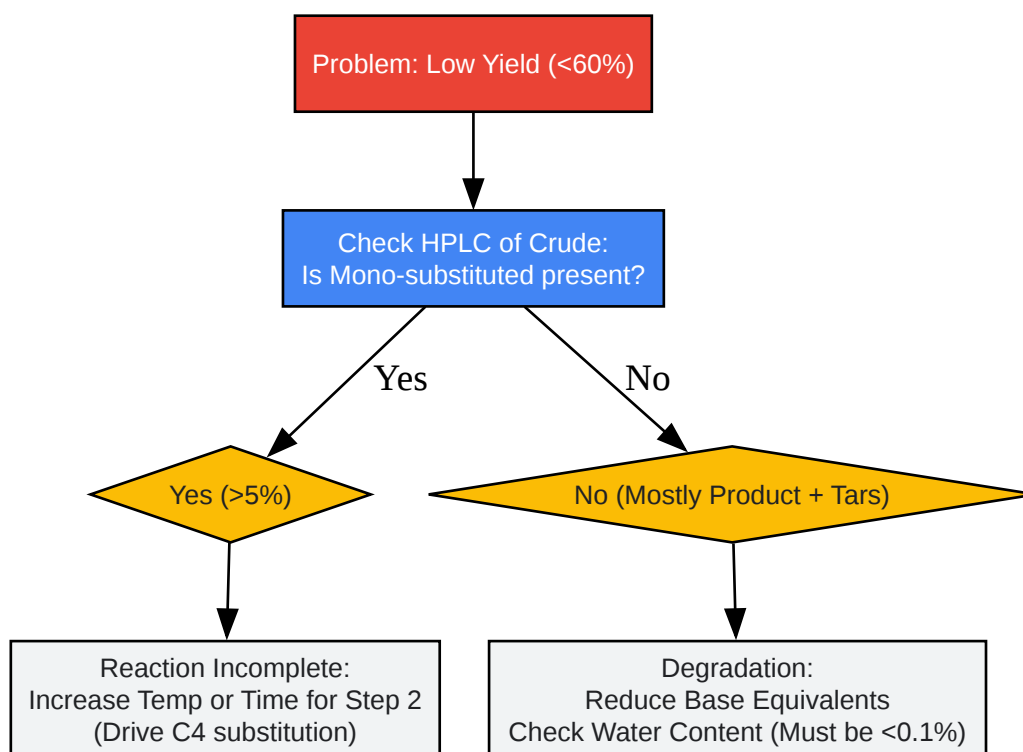 Problem: Low Yield (<60%)
Check HPLC of Crude:
Is Mono-substituted present?
Yes
No
Yes (>5%)
No (Mostly Product + Tars)
Reaction Incomplete:
Increase Temp or Time for Step 2
(Drive C4 substitution)
Degradation:
Reduce Base Equivalents
Check Water Content (Must be <0.1%)